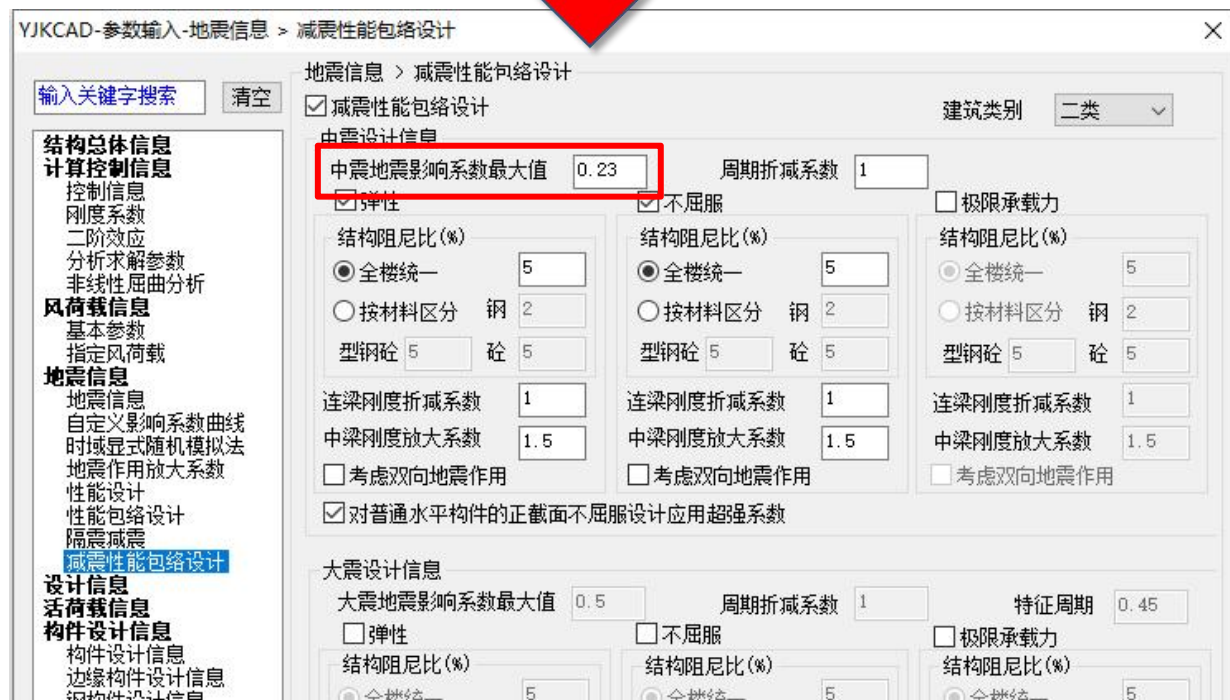 YJKCAD-参数输入-地震信息 > 减震性能包络设计
输入关键字搜索 清空
结构总体信息
计算控制信息
控制信息
刚度系数
二阶效应
分析求解参数
非线性屈曲分析
风荷载信息
基本参数
指定风荷载
地震信息
地震信息
自定义影响系数曲线
时域显式随机模拟法
地震作用放大系数
性能设计
性能包络设计
隔震减震
减震性能包络设计
设计信息
活荷载信息
构件设计信息
构件设计信息
边缘构件设计信息
钢构件设计信息
地震信息 > 减震性能包络设计
减震性能包络设计 建筑类别 二类
中震设计信息
中震地震影响系数最大值 0.23 周期折减系数 1
弹性 不屈服 极限承载力
结构阻尼比(%) 结构阻尼比(%) 结构阻尼比(%)
全楼统一 5 全楼统一 5 全楼统一 5
按材料区分 钢 2 按材料区分 钢 2 按材料区分 钢 2
型钢砼 5 砼 5 型钢砼 5 砼 5 型钢砼 5 砼 5
连梁刚度折减系数 1 连梁刚度折减系数 1 连梁刚度折减系数 1
中梁刚度放大系数 1.5 中梁刚度放大系数 1.5 中梁刚度放大系数 1.5
考虑双向地震作用 考虑双向地震作用 考虑双向地震作用
对普通水平构件的正截面不屈服设计应用超强系数
大震设计信息
大震地震影响系数最大值 0.5 周期折减系数 1 特征周期 0.45
弹性 不屈服 极限承载力
结构阻尼比(%) 结构阻尼比(%) 结构阻尼比(%)
全楼统一 5 全楼统一 5 全楼统一 5